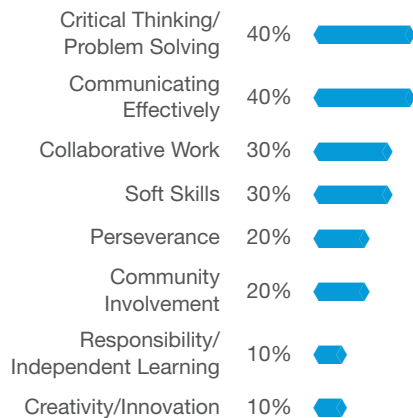 Critical Thinking/
Problem Solving 40%
Communicating
Effectively 40%
Collaborative Work 30%
Soft Skills 30%
Perseverance 20%
Community
Involvement 20%
Responsibility/
Independent Learning 10%
Creativity/Innovation 10%